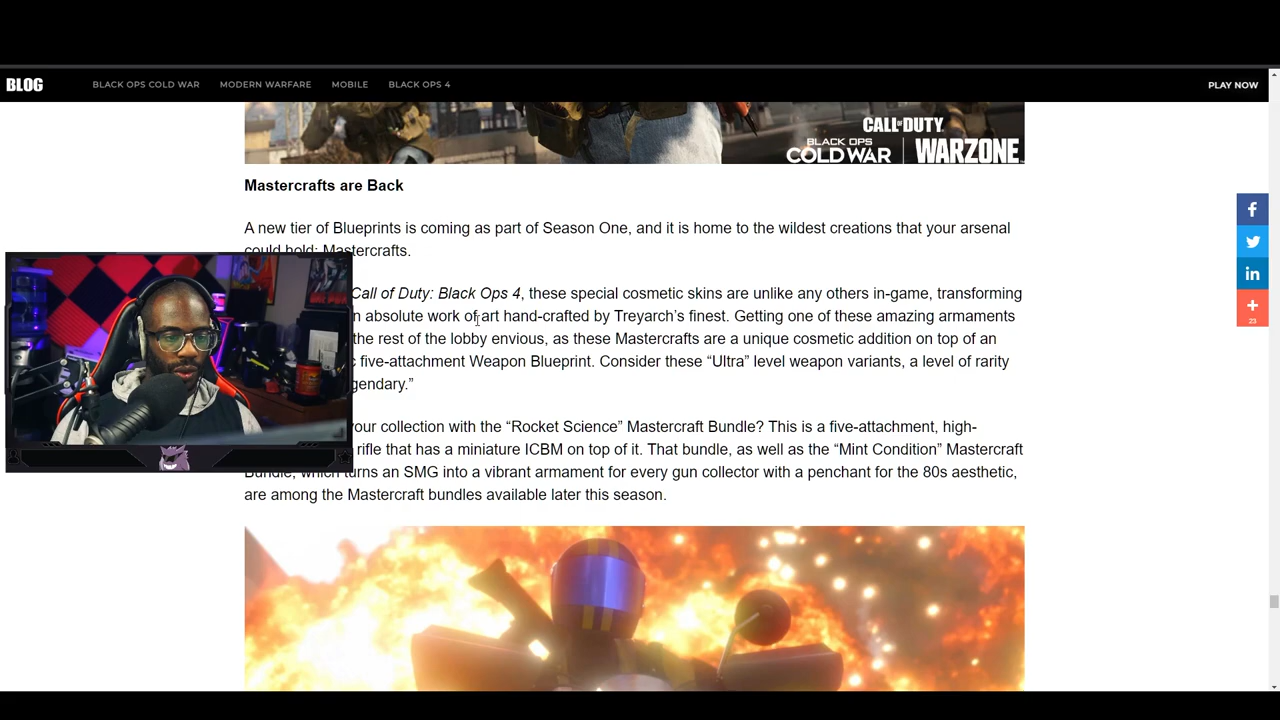 BLOG
BLACK OPS COLD WAR
MODERN WARFARE
MOBILE
BLACK OPS 4
PLAY NOW
CALL OF DUTY
BLACK OPS
COLD WAR
WARZONE
Mastercrafts are Back
A new tier of Blueprints is coming as part of Season One, and it is home to the wildest creations that your arsenal
could hold: Mastercrafts.
Call of Duty: Black Ops 4, these special cosmetic skins are unlike any others in-game, transforming
n absolute work of art hand-crafted by Treyarch's finest. Getting one of these amazing armaments
the rest of the lobby envious, as these Mastercrafts are a unique cosmetic addition on top of an
c five-attachment Weapon Blueprint. Consider these “Ultra” level weapon variants, a level of rarity
gendary.”
your collection with the “Rocket Science” Mastercraft Bundle? This is a five-attachment, high-
rifle that has a miniature ICBM on top of it. That bundle, as well as the “Mint Condition” Mastercraft
Bundle, which turns an SMG into a vibrant armament for every gun collector with a penchant for the 80s aesthetic,
are among the Mastercraft bundles available later this season.
23